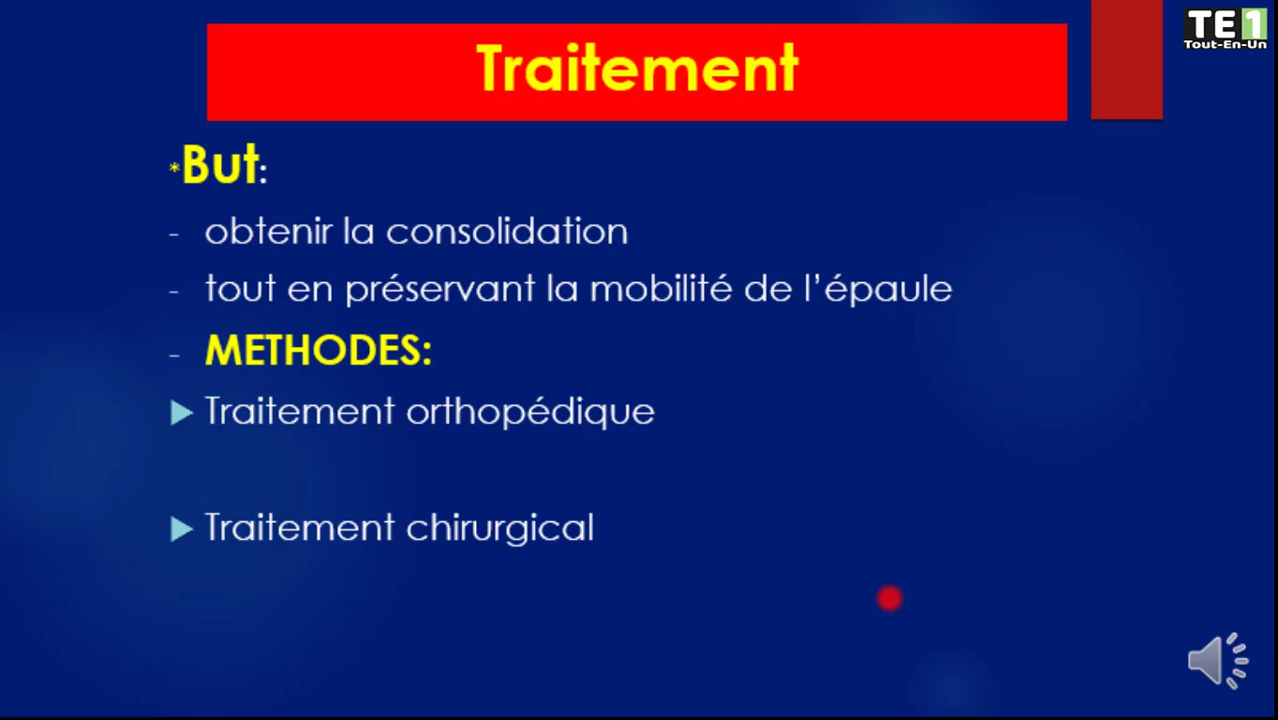 TE1
Tout-En-Un
Traitement
*But:
- obtenir la consolidation
- tout en préservant la mobilité de l’épaule
- METHODES:
Traitement orthopédique
Traitement chirurgical